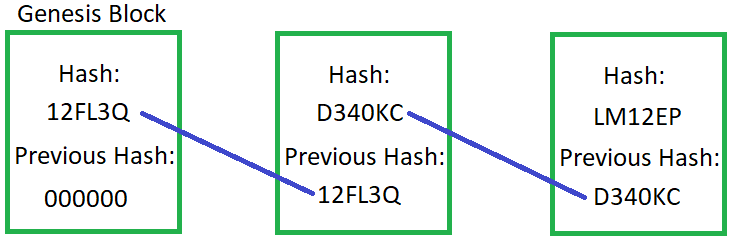 Genesis Block
Hash:
12FL3Q
Previous Hash:
000000
Hash:
D340KC
Previous Hash:
12FL3Q
Hash:
LM12EP
Previous Hash:
D340KC